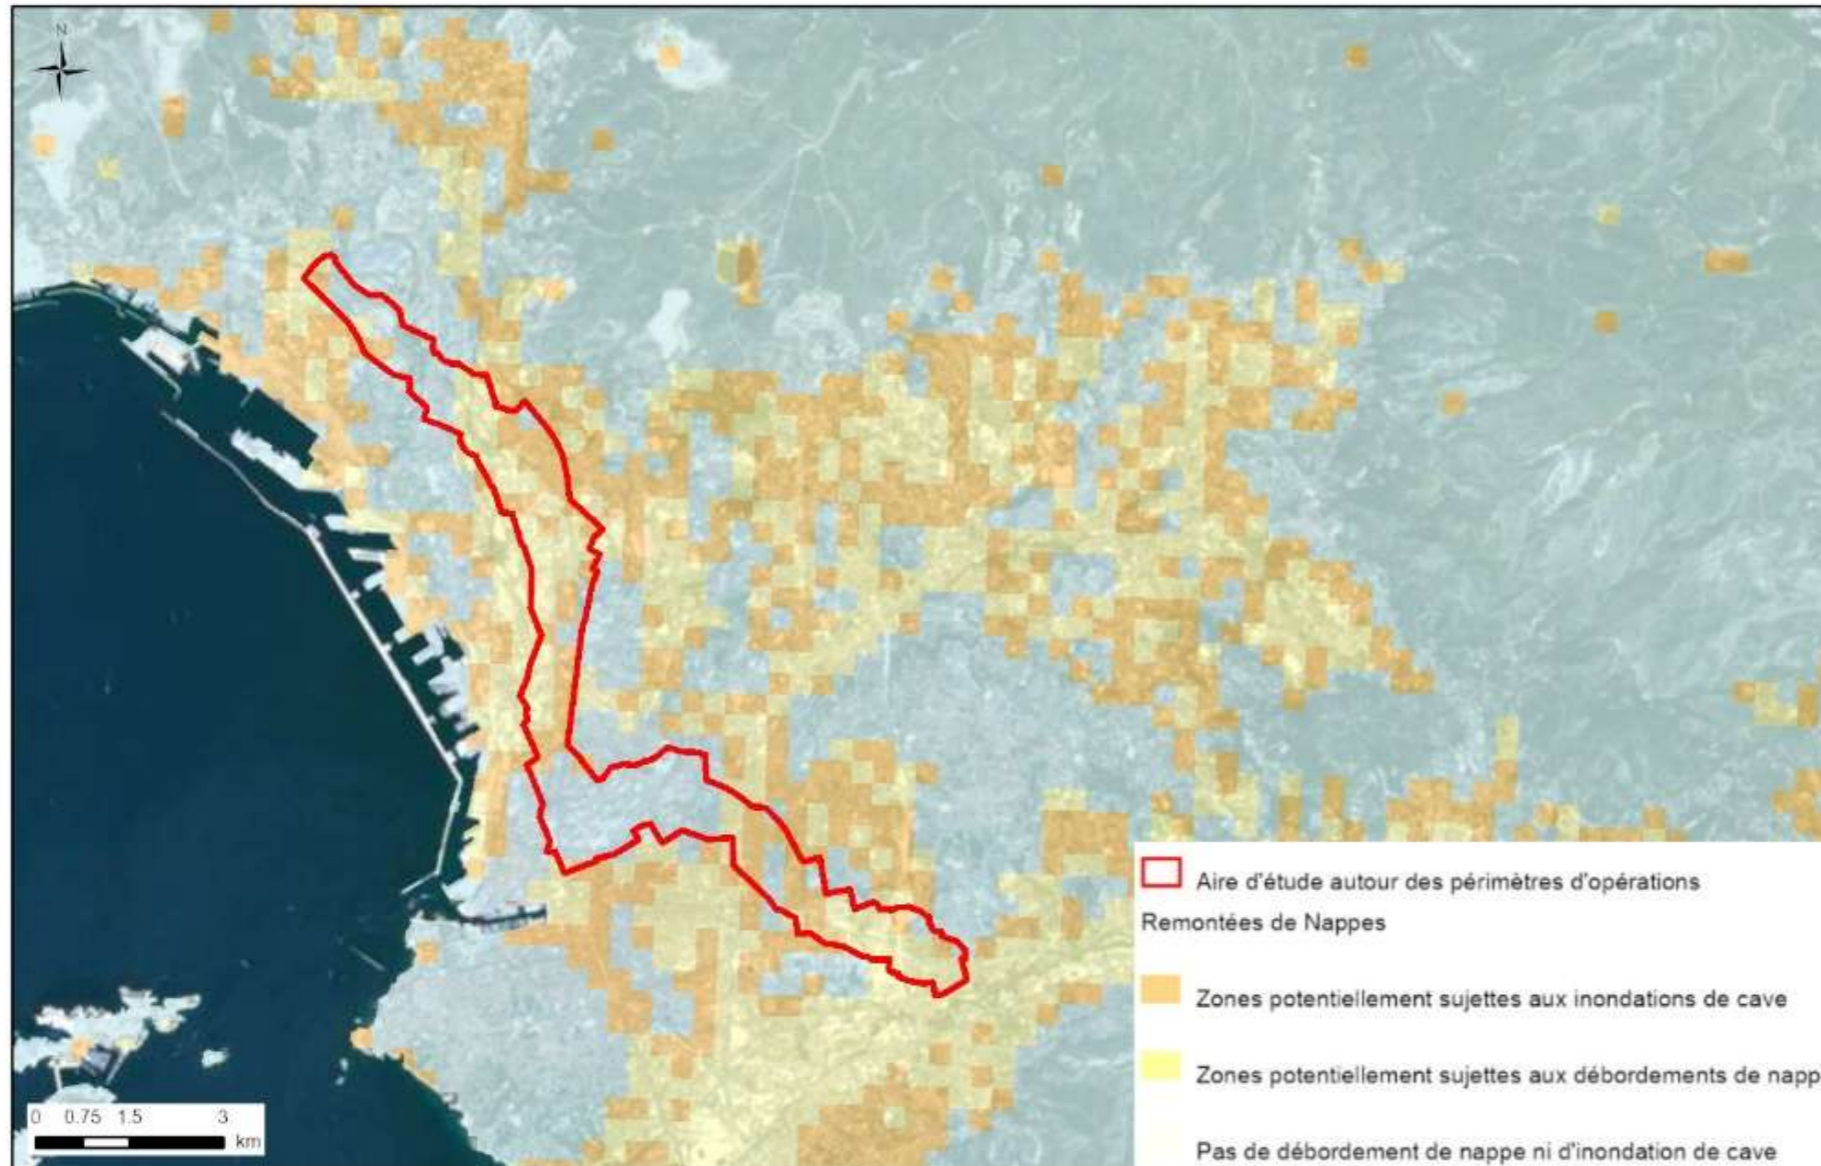 N
Aire d'étude autour des périmètres d'opérations
Remontées de Nappes
Zones potentiellement sujettes aux inondations de cave
Zones potentiellement sujettes aux débordements de napp
Pas de débordement de nappe ni d'inondation de cave
0 0.75 1.5 3
km